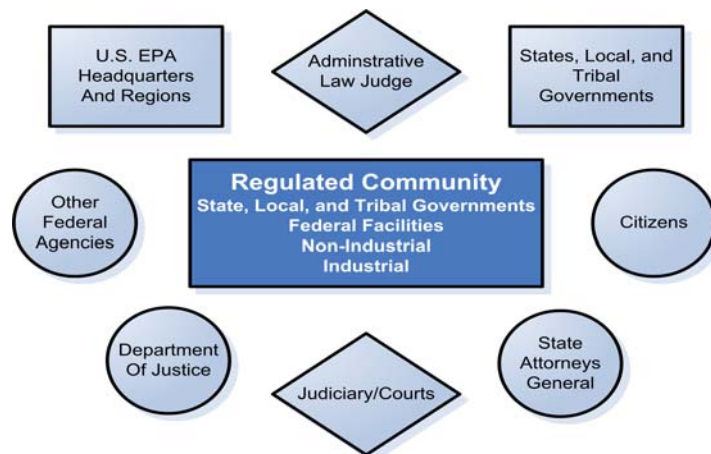 U.S. EPA
Headquarters
And Regions
Adminstrative
Law Judge
States, Local, and
Tribal
Governments
Other
Federal
Agencies
Regulated Community
State, Local, and Tribal Governments
Federal Facilities
Non-Industrial
Industrial
Citizens
Department
Of Justice
Judiciary/Courts
State
Attorneys
General